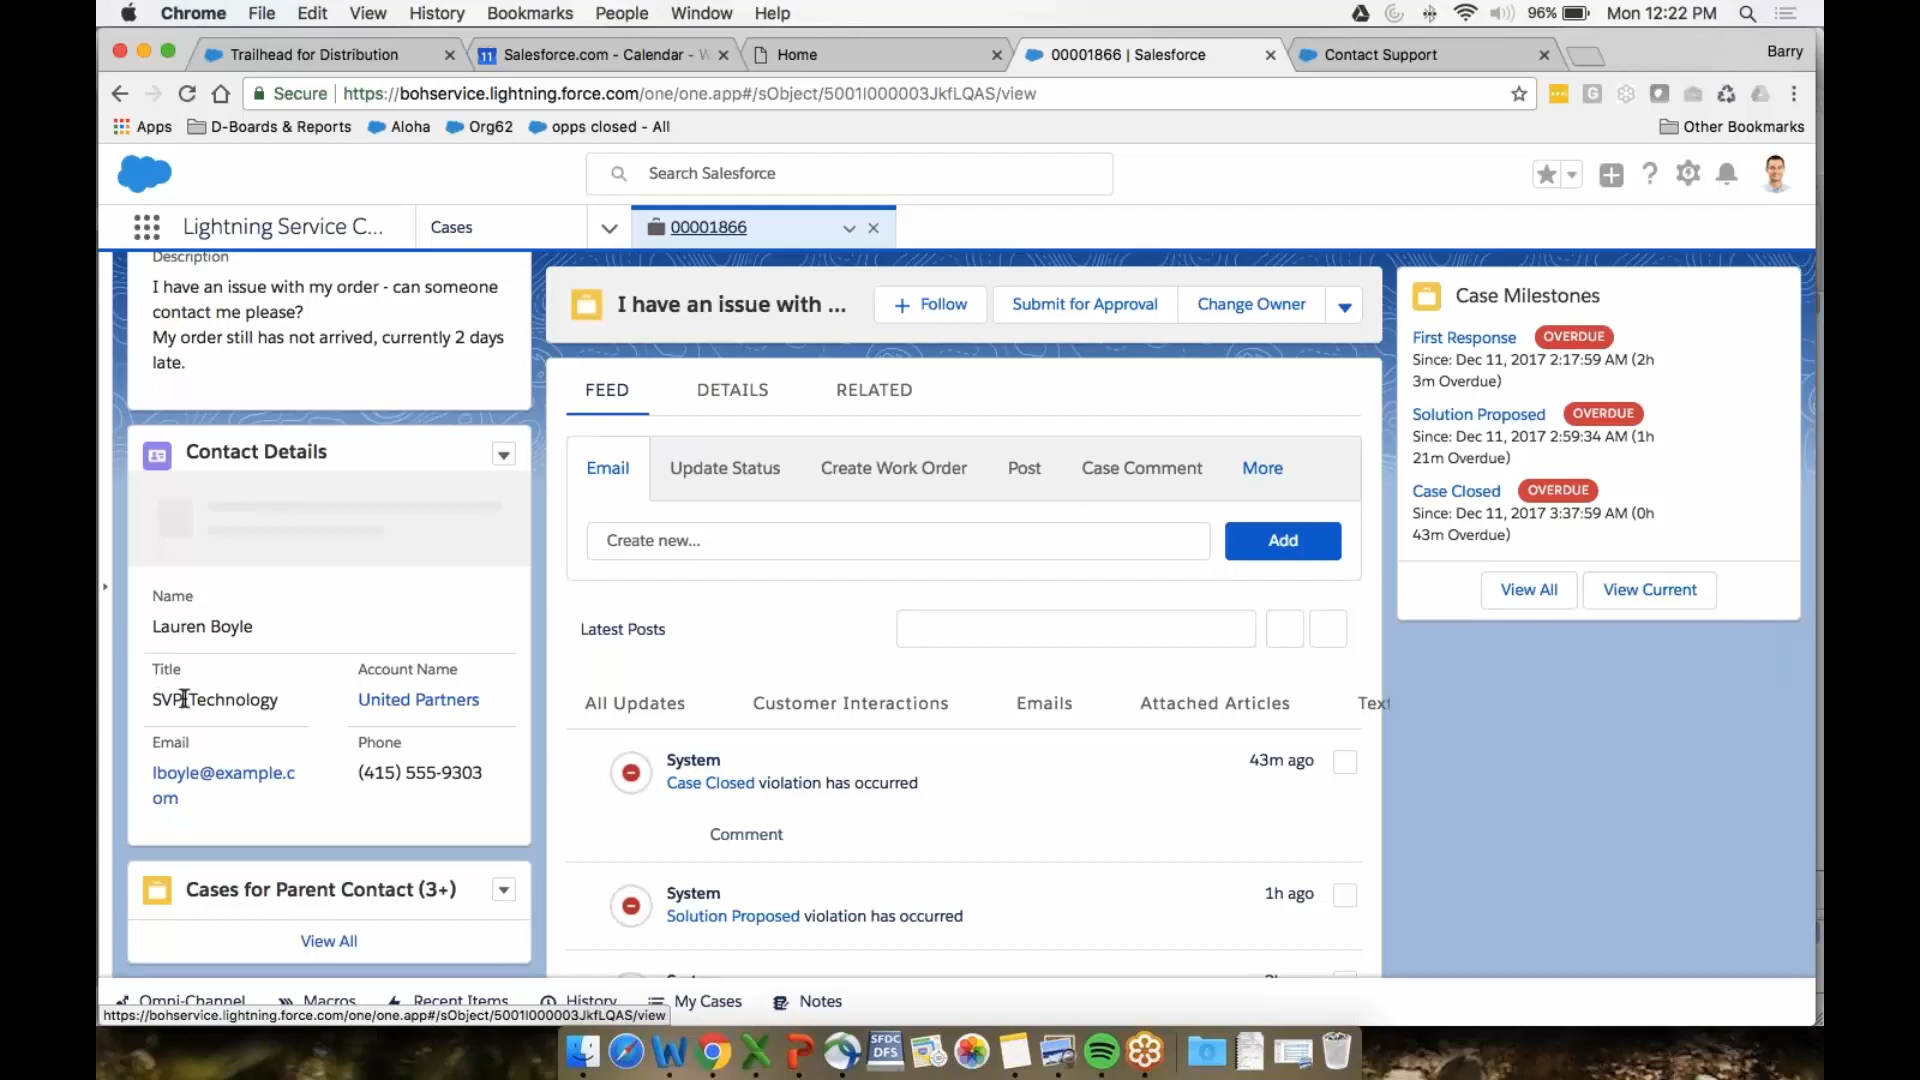 Chrome File Edit View History Bookmarks People Window Help 96% Mon 12:22 PM
Trailhead for Distribution
11 Salesforce.com - Calendar - W
Home
00001866 | Salesforce
Contact Support
Barry
Secure https://bohservice.lightning.force.com/one/one.app#/sObject/5001I000003JkfLQAS/view
Apps D-Boards & Reports Aloha Org62 opps closed - All Other Bookmarks
Search Salesforce
Lightning Service C... Cases 00001866
Description
I have an issue with my order - can someone
contact me please?
My order still has not arrived, currently 2 days
late.
Contact Details
Name
Lauren Boyle
Title
SVP Technology
Account Name
United Partners
Email
lboyle@example.c
om
Phone
(415) 555-9303
Cases for Parent Contact (3+)
View All
I have an issue with ... Follow Submit for Approval Change Owner
FEED DETAILS RELATED
Email Update Status Create Work Order Post Case Comment More
Create new... Add
Latest Posts
All Updates Customer Interactions Emails Attached Articles Text
System 43m ago
Case Closed violation has occurred
Comment
System 1h ago
Solution Proposed violation has occurred
Case Milestones
First Response OVERDUE
Since: Dec 11, 2017 2:17:59 AM (2h
3m Overdue)
Solution Proposed OVERDUE
Since: Dec 11, 2017 2:59:34 AM (1h
21m Overdue)
Case Closed OVERDUE
Since: Dec 11, 2017 3:37:59 AM (0h
43m Overdue)
View All View Current
Omni-Channel Macros Recent Items History My Cases Notes
https://bohservice.lightning.force.com/one/one.app#/sObject/5001I000003JkfLQAS/view
SFDC
DFS